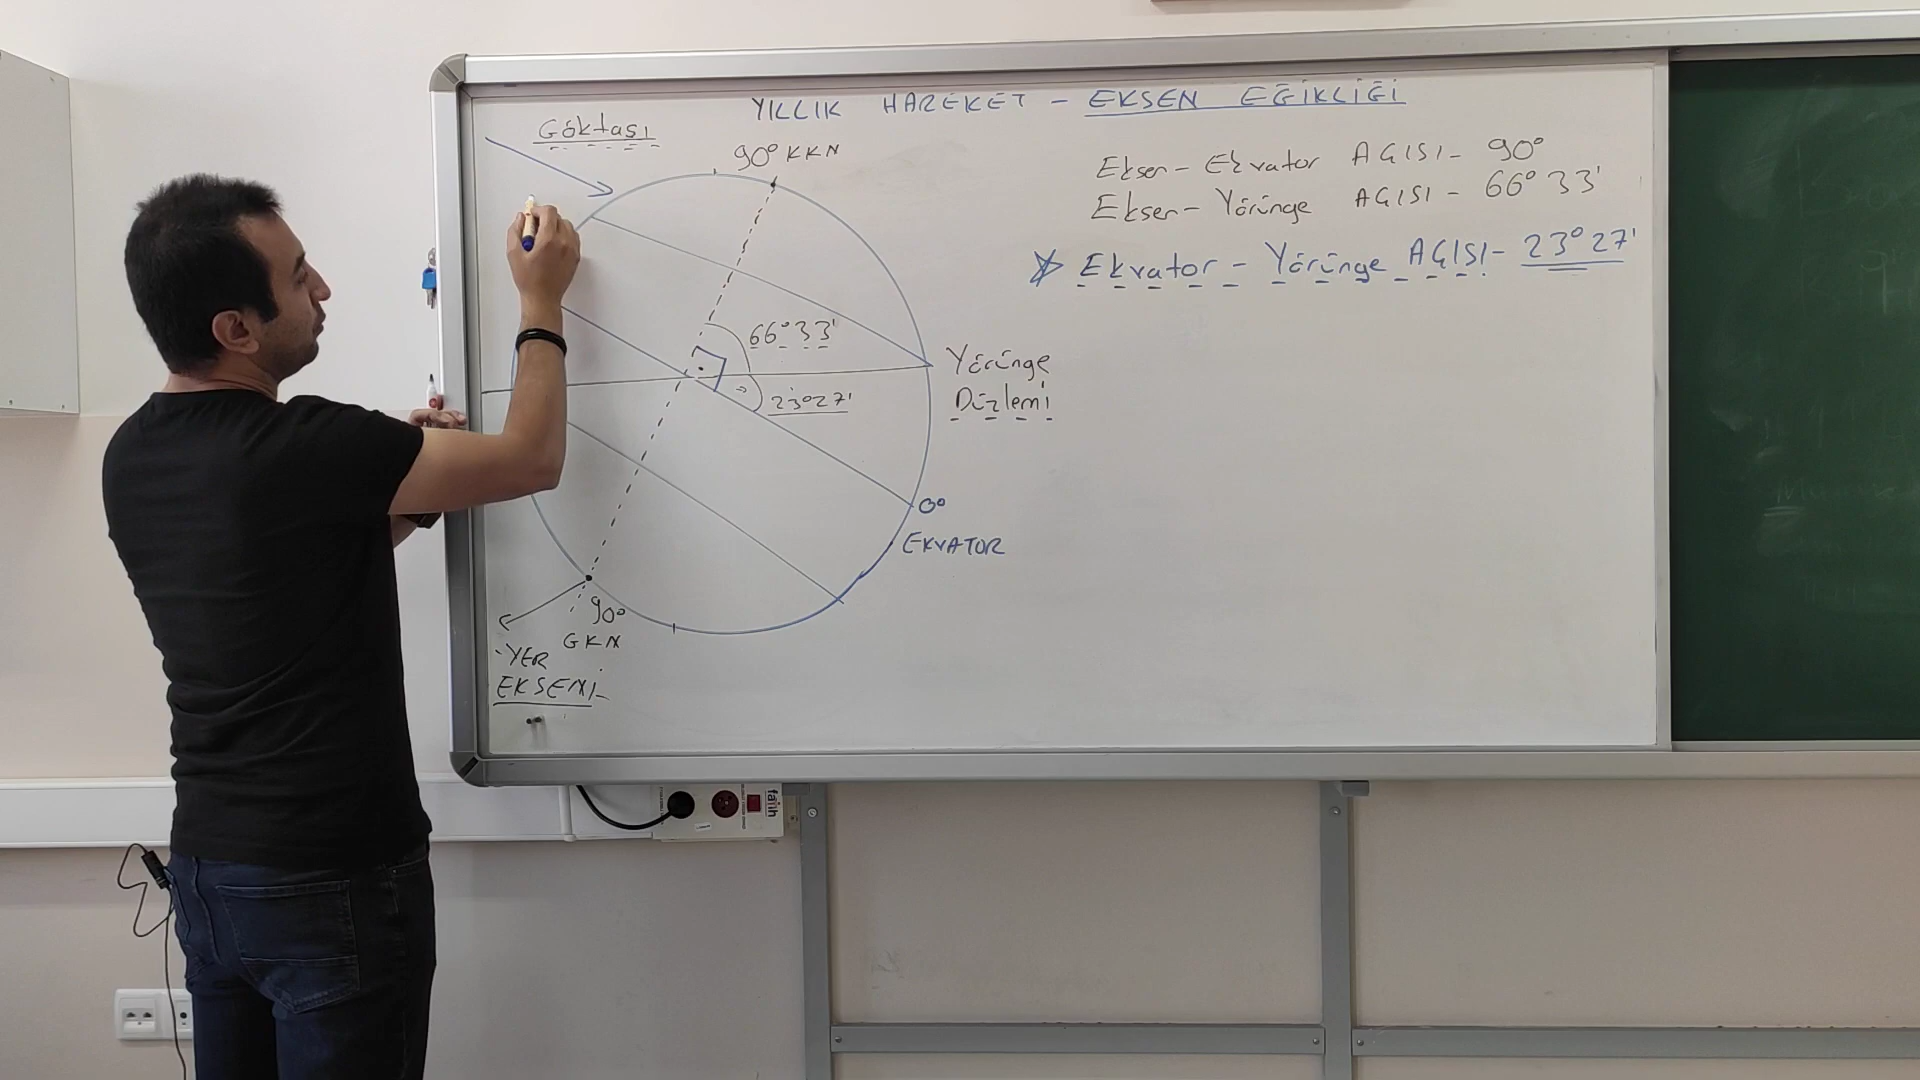 YILLIK HAREKET - EKSEN EĞİKLİĞİ
Göktaşı
90° KKN
Eksen - Ekvator AÇISI - 90°
Eksen - Yörünge AÇISI - 66° 33'
Ekvator - Yörünge AÇISI - 23° 27'
66° 33'
23° 27'
Yörünge
Düzlemi
0°
EKVATOR
90°
GKN
YER
EKSENİ
fatih